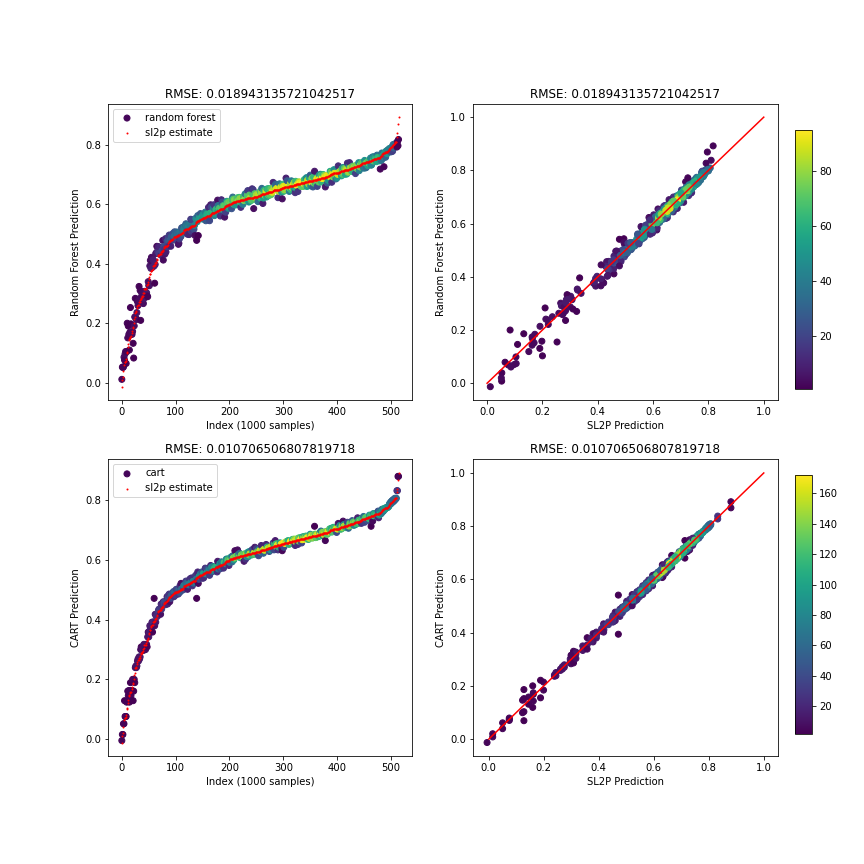 RMSE: 0.018943135721042517
random forest
sl2p estimate
Random Forest Prediction
0.8
0.6
0.4
0.2
0.0
0 100 200 300 400 500
Index (1000 samples)
RMSE: 0.018943135721042517
Random Forest Prediction
1.0
0.8
0.6
0.4
0.2
0.0
0.0 0.2 0.4 0.6 0.8 1.0
SL2P Prediction
80
60
40
20
RMSE: 0.010706506807819718
cart
sl2p estimate
CART Prediction
0.8
0.6
0.4
0.2
0.0
0 100 200 300 400 500
Index (1000 samples)
RMSE: 0.010706506807819718
CART Prediction
1.0
0.8
0.6
0.4
0.2
0.0
0.0 0.2 0.4 0.6 0.8 1.0
SL2P Prediction
160
140
120
100
80
60
40
20